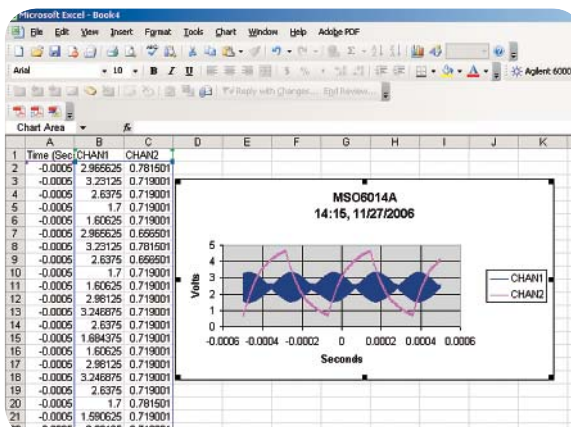 Microsoft Excel - Book4
File Edit View Insert Format Tools Chart Window Help Adobe PDF
Arial 10 B I U Agilent 6000
Reply with Changes... End Review...
Chart Area fx
A B C D E F G H I J K
1 Time (Sec CHAN1 CHAN2
2 -0.0005 2.965625 0.781501
3 -0.0005 3.23125 0.719001
4 -0.0005 2.6375 0.719001
5 -0.0005 1.7 0.719001
6 -0.0005 1.60625 0.719001
7 -0.0005 2.965625 0.656501
8 -0.0005 3.23125 0.781501
9 -0.0005 2.6375 0.656501
10 -0.0005 1.7 0.719001
11 -0.0005 1.60625 0.719001
12 -0.0005 2.98125 0.719001
13 -0.0005 3.246875 0.719001
14 -0.0005 2.6375 0.719001
15 -0.0005 1.684375 0.719001
16 -0.0005 1.60625 0.719001
17 -0.0005 2.98125 0.719001
18 -0.0005 3.246875 0.719001
19 -0.0005 2.6375 0.719001
20 -0.0005 1.7 0.781501
21 -0.0005 1.590625 0.719001
MSO6014A
14:15, 11/27/2006
Volts
5
4
3
2
1
0
-0.0006 -0.0004 -0.0002 0 0.0002 0.0004 0.0006
Seconds
CHAN1
CHAN2